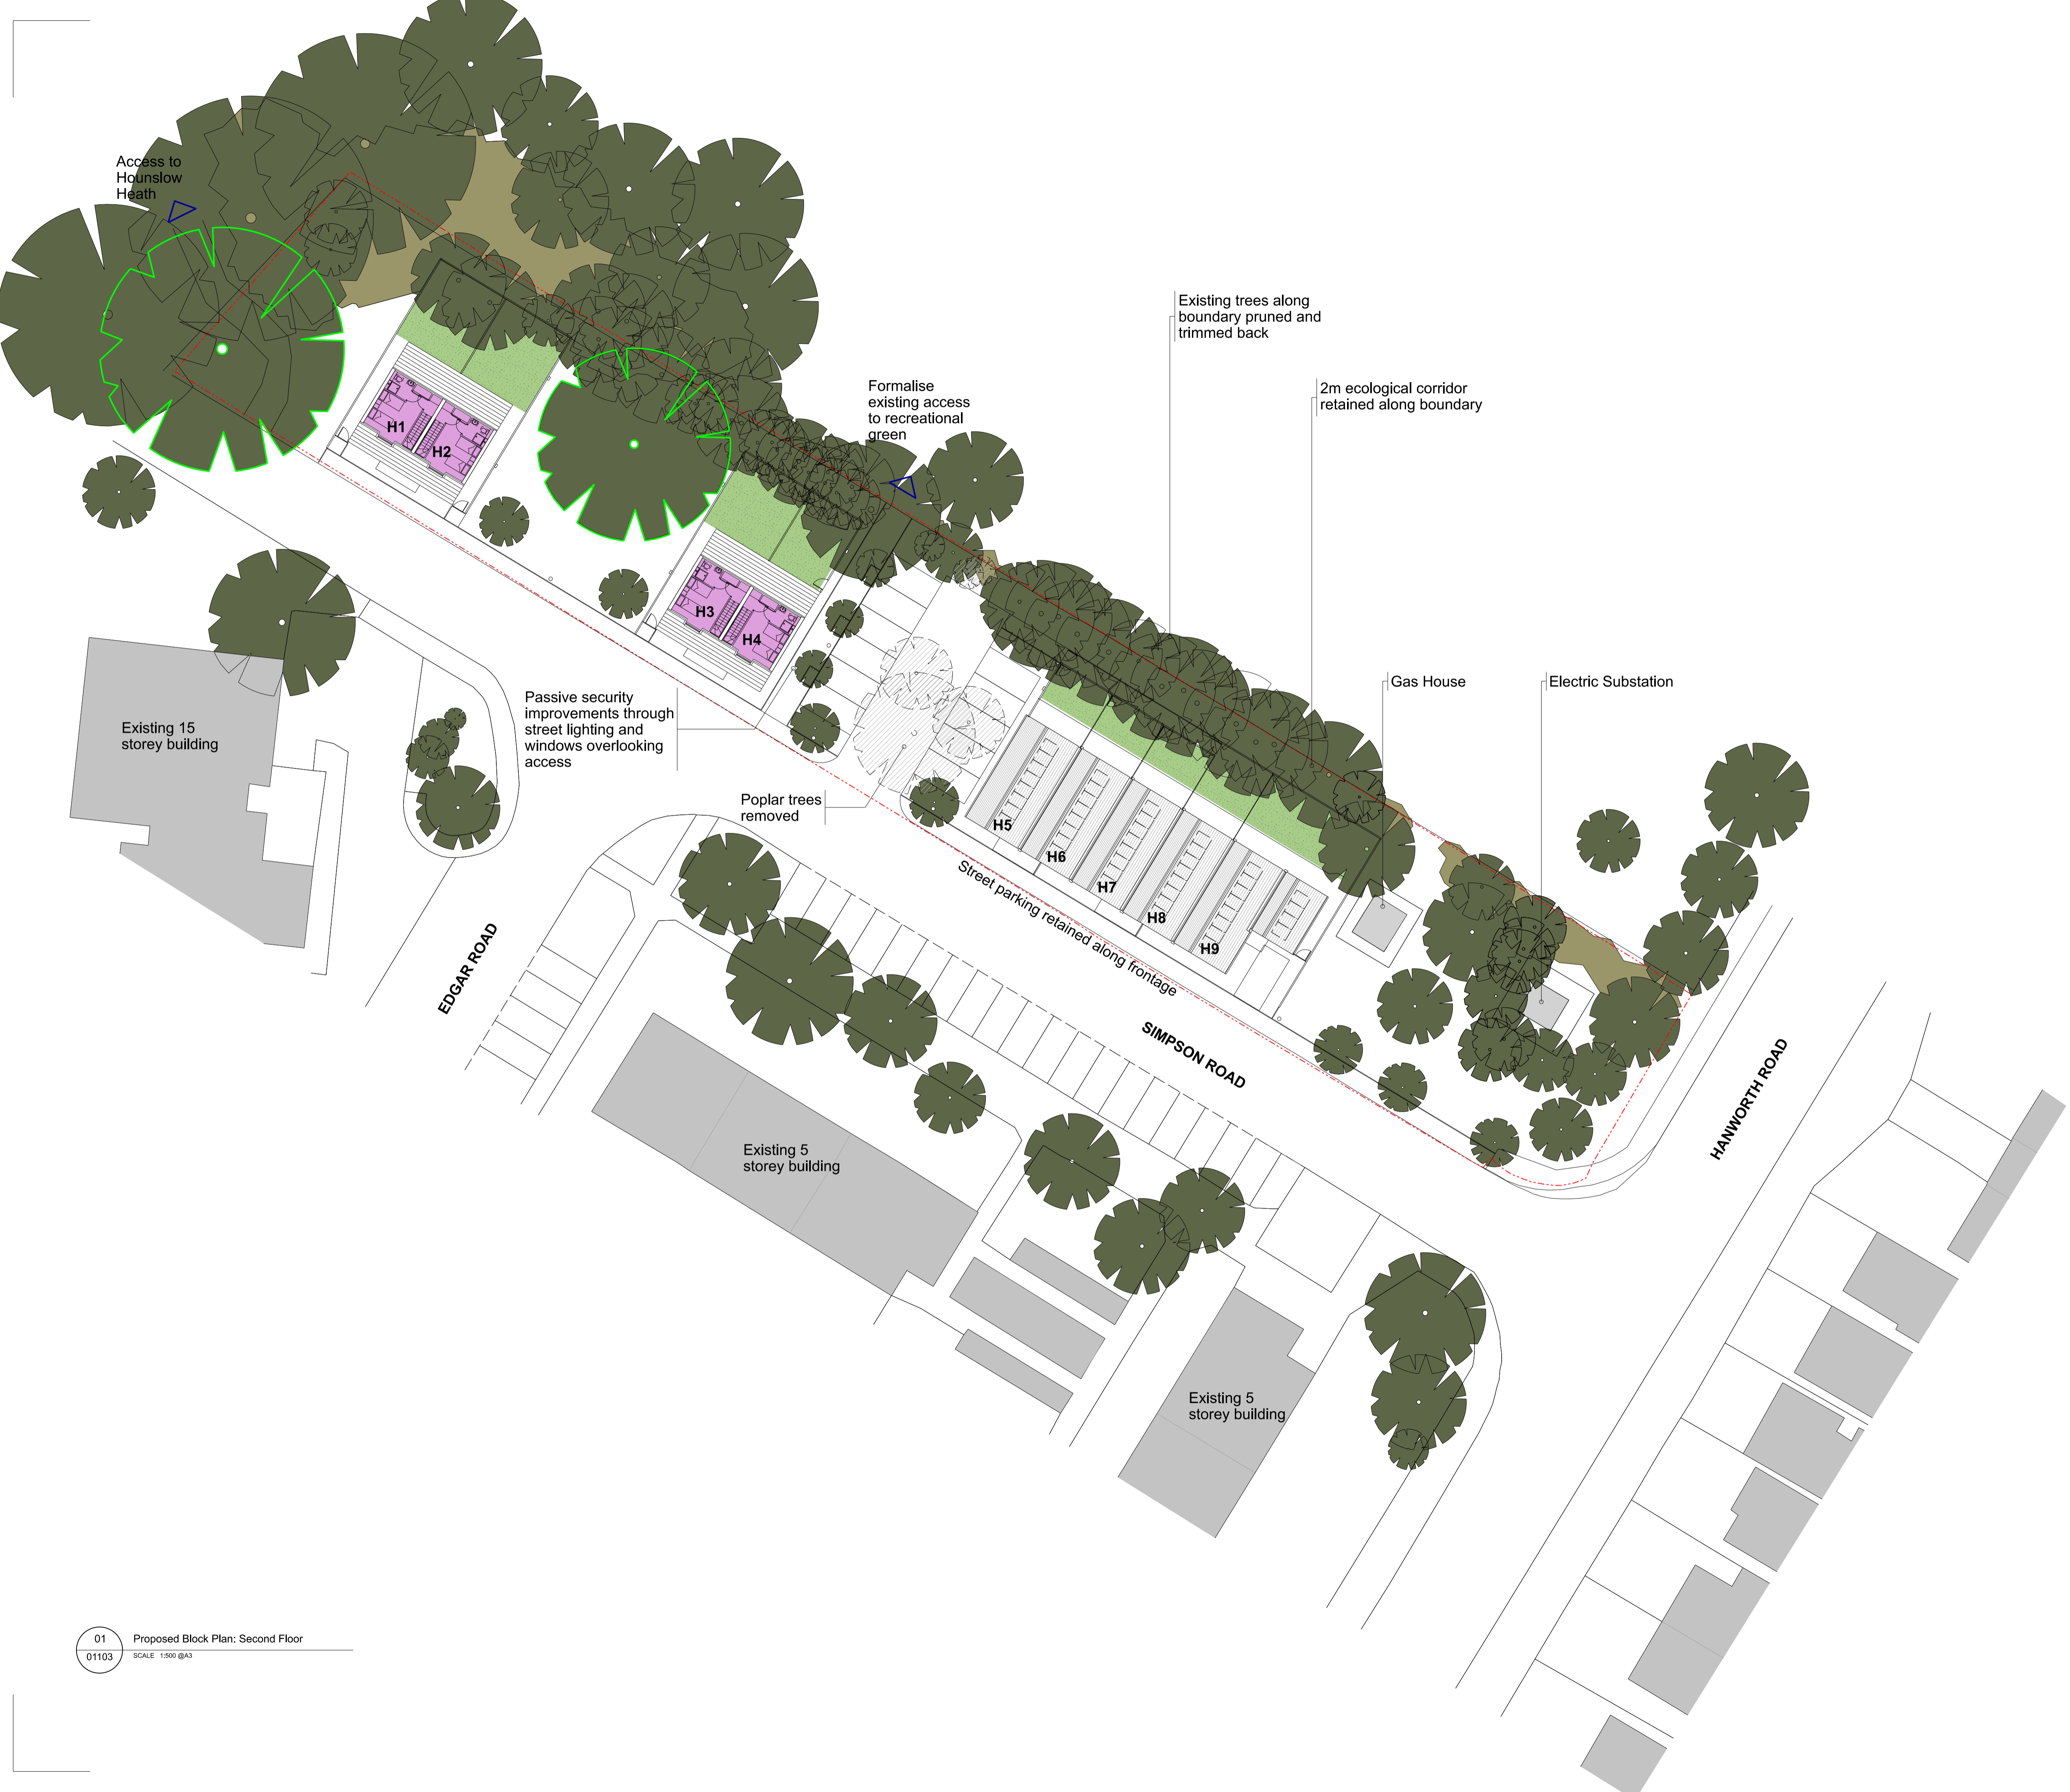 Access to
Hounslow
Heath
Existing trees along
boundary pruned and
trimmed back
Formalise
existing access
to recreational
green
2m ecological corridor
retained along boundary
H1
H2
H3
H4
Gas House
Electric Substation
Passive security
improvements through
street lighting and
windows overlooking
access
Existing 15
storey building
Poplar trees
removed
H5
H6
H7
H8
H9
Street parking retained along frontage
EDGAR ROAD
SIMPSON ROAD
HANWORTH ROAD
Existing 5
storey building
Existing 5
storey building
01
01103
Proposed Block Plan: Second Floor
SCALE 1:500 @A3